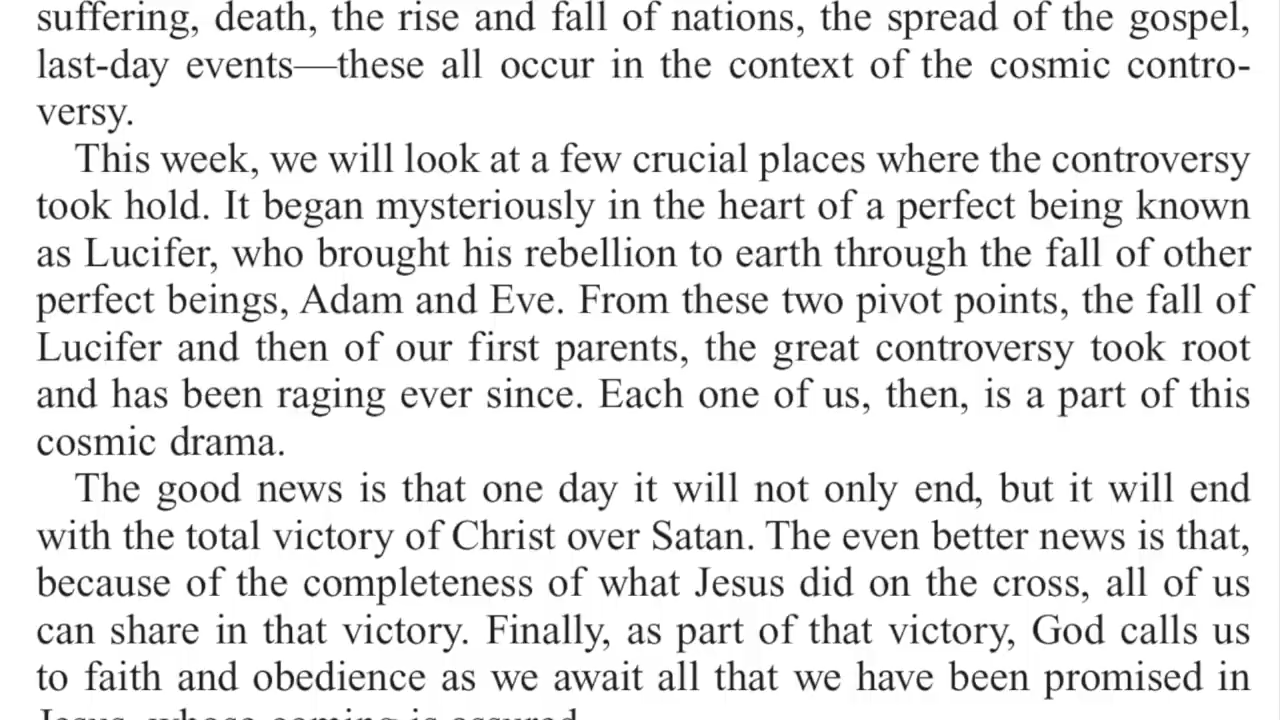 suffering, death, the rise and fall of nations, the spread of the gospel,
last-day events—these all occur in the context of the cosmic contro-
versy.
This week, we will look at a few crucial places where the controversy
took hold. It began mysteriously in the heart of a perfect being known
as Lucifer, who brought his rebellion to earth through the fall of other
perfect beings, Adam and Eve. From these two pivot points, the fall of
Lucifer and then of our first parents, the great controversy took root
and has been raging ever since. Each one of us, then, is a part of this
cosmic drama.
The good news is that one day it will not only end, but it will end
with the total victory of Christ over Satan. The even better news is that,
because of the completeness of what Jesus did on the cross, all of us
can share in that victory. Finally, as part of that victory, God calls us
to faith and obedience as we await all that we have been promised in
Jesus, whose coming is assured.